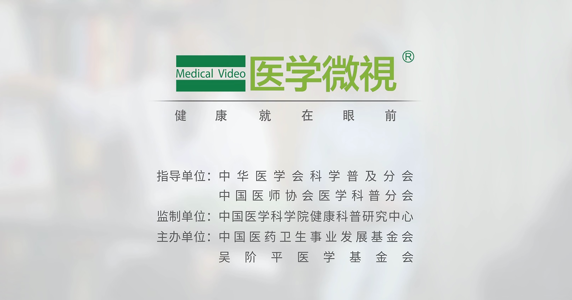 Medical Video 医学微視®
健康就在眼前
指导单位：中华医学会科学普及分会
中国医师协会医学科普分会
监制单位：中国医学科学院健康科普研究中心
主办单位：中国医药卫生事业发展基金会
吴阶平医学基金会